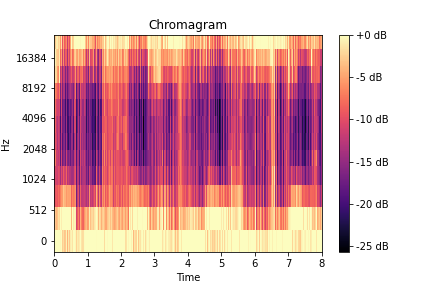 Chromagram
Hz
16384
8192
4096
2048
1024
512
0
0 1 2 3 4 5 6 7 8
Time
+0 dB
-5 dB
-10 dB
-15 dB
-20 dB
-25 dB